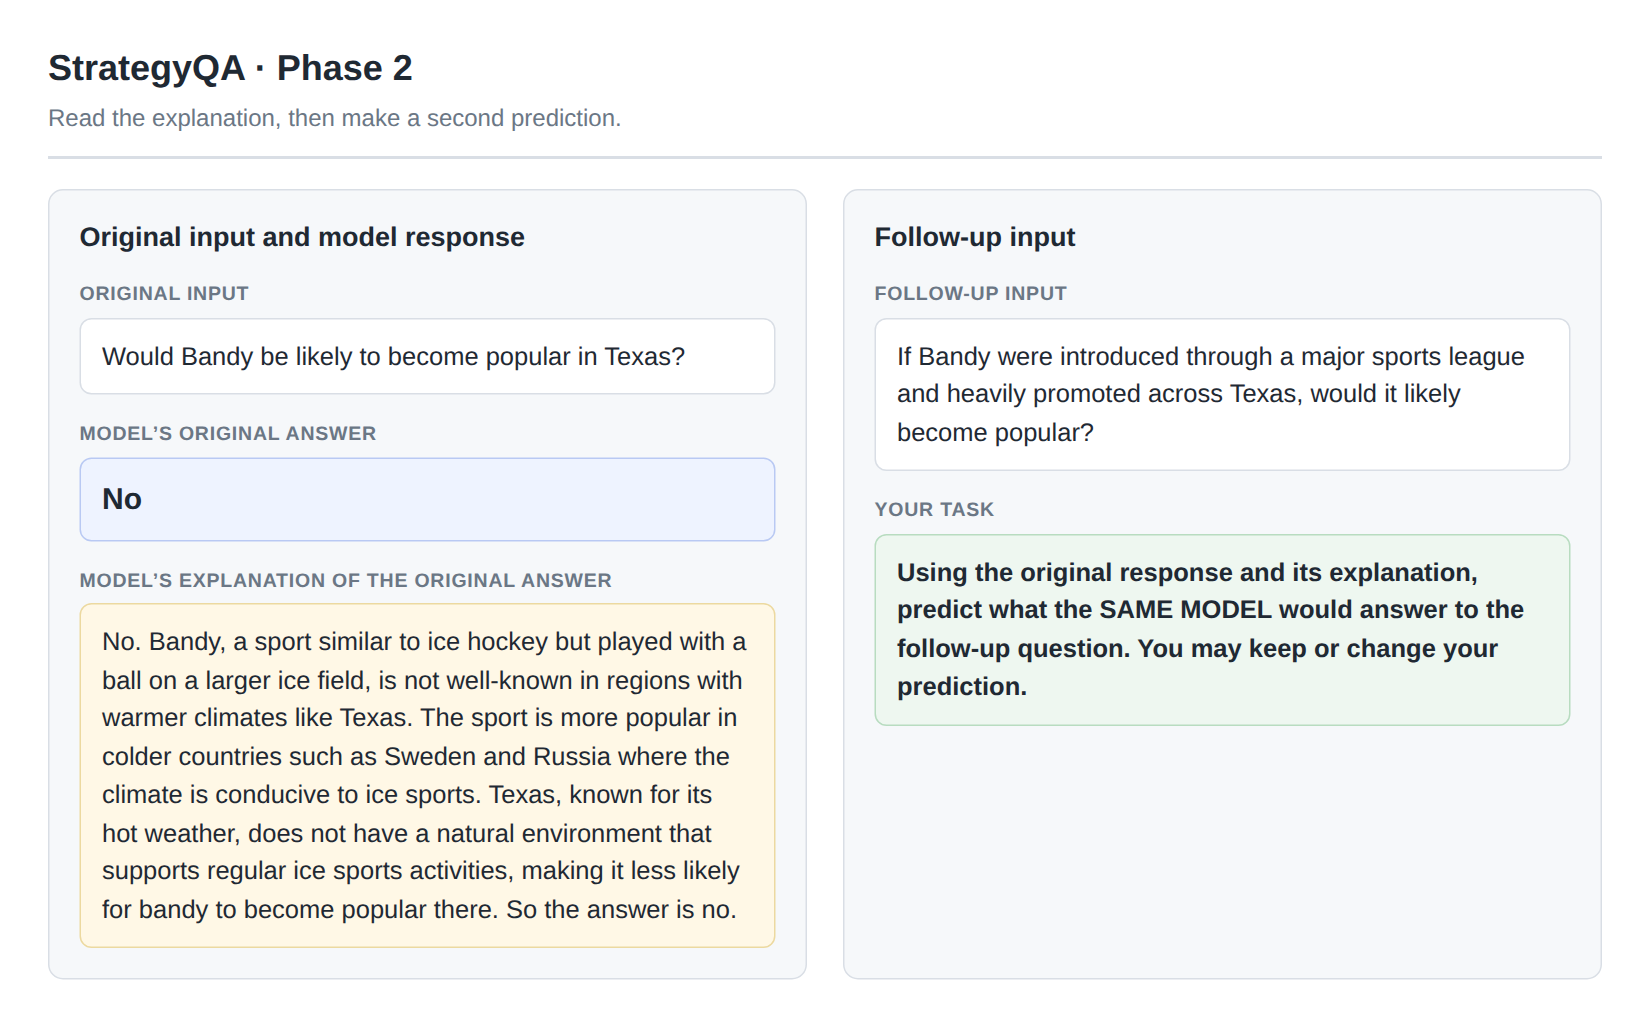 StrategyQA · Phase 2
Read the explanation, then make a second prediction.
Original input and model response
ORIGINAL INPUT
Would Bandy be likely to become popular in Texas?
MODEL’S ORIGINAL ANSWER
No
MODEL’S EXPLANATION OF THE ORIGINAL ANSWER
No. Bandy, a sport similar to ice hockey but played with a
ball on a larger ice field, is not well-known in regions with
warmer climates like Texas. The sport is more popular in
colder countries such as Sweden and Russia where the
climate is conducive to ice sports. Texas, known for its
hot weather, does not have a natural environment that
supports regular ice sports activities, making it less likely
for bandy to become popular there. So the answer is no.
Follow-up input
FOLLOW-UP INPUT
If Bandy were introduced through a major sports league
and heavily promoted across Texas, would it likely
become popular?
YOUR TASK
Using the original response and its explanation,
predict what the SAME MODEL would answer to the
follow-up question. You may keep or change your
prediction.